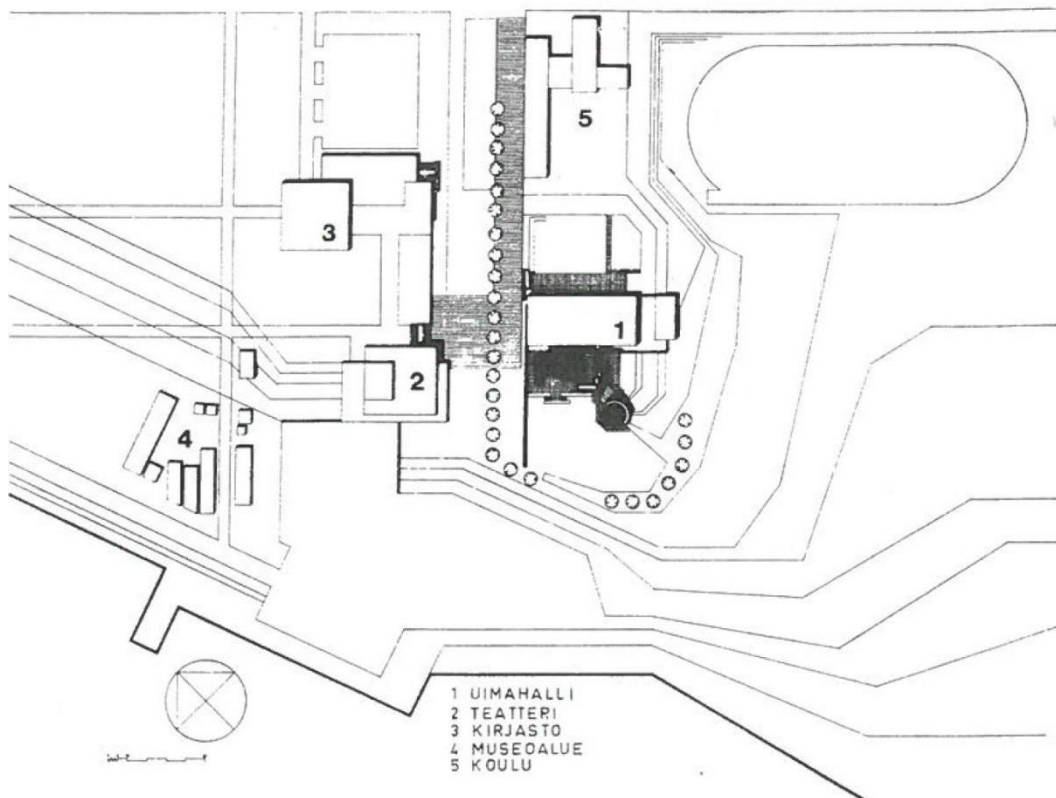 5
3
1
2
4
1 UIMAHALLI
2 TEATTERI
3 KIRJASTO
4 MUSEOALUE
5 KOULU